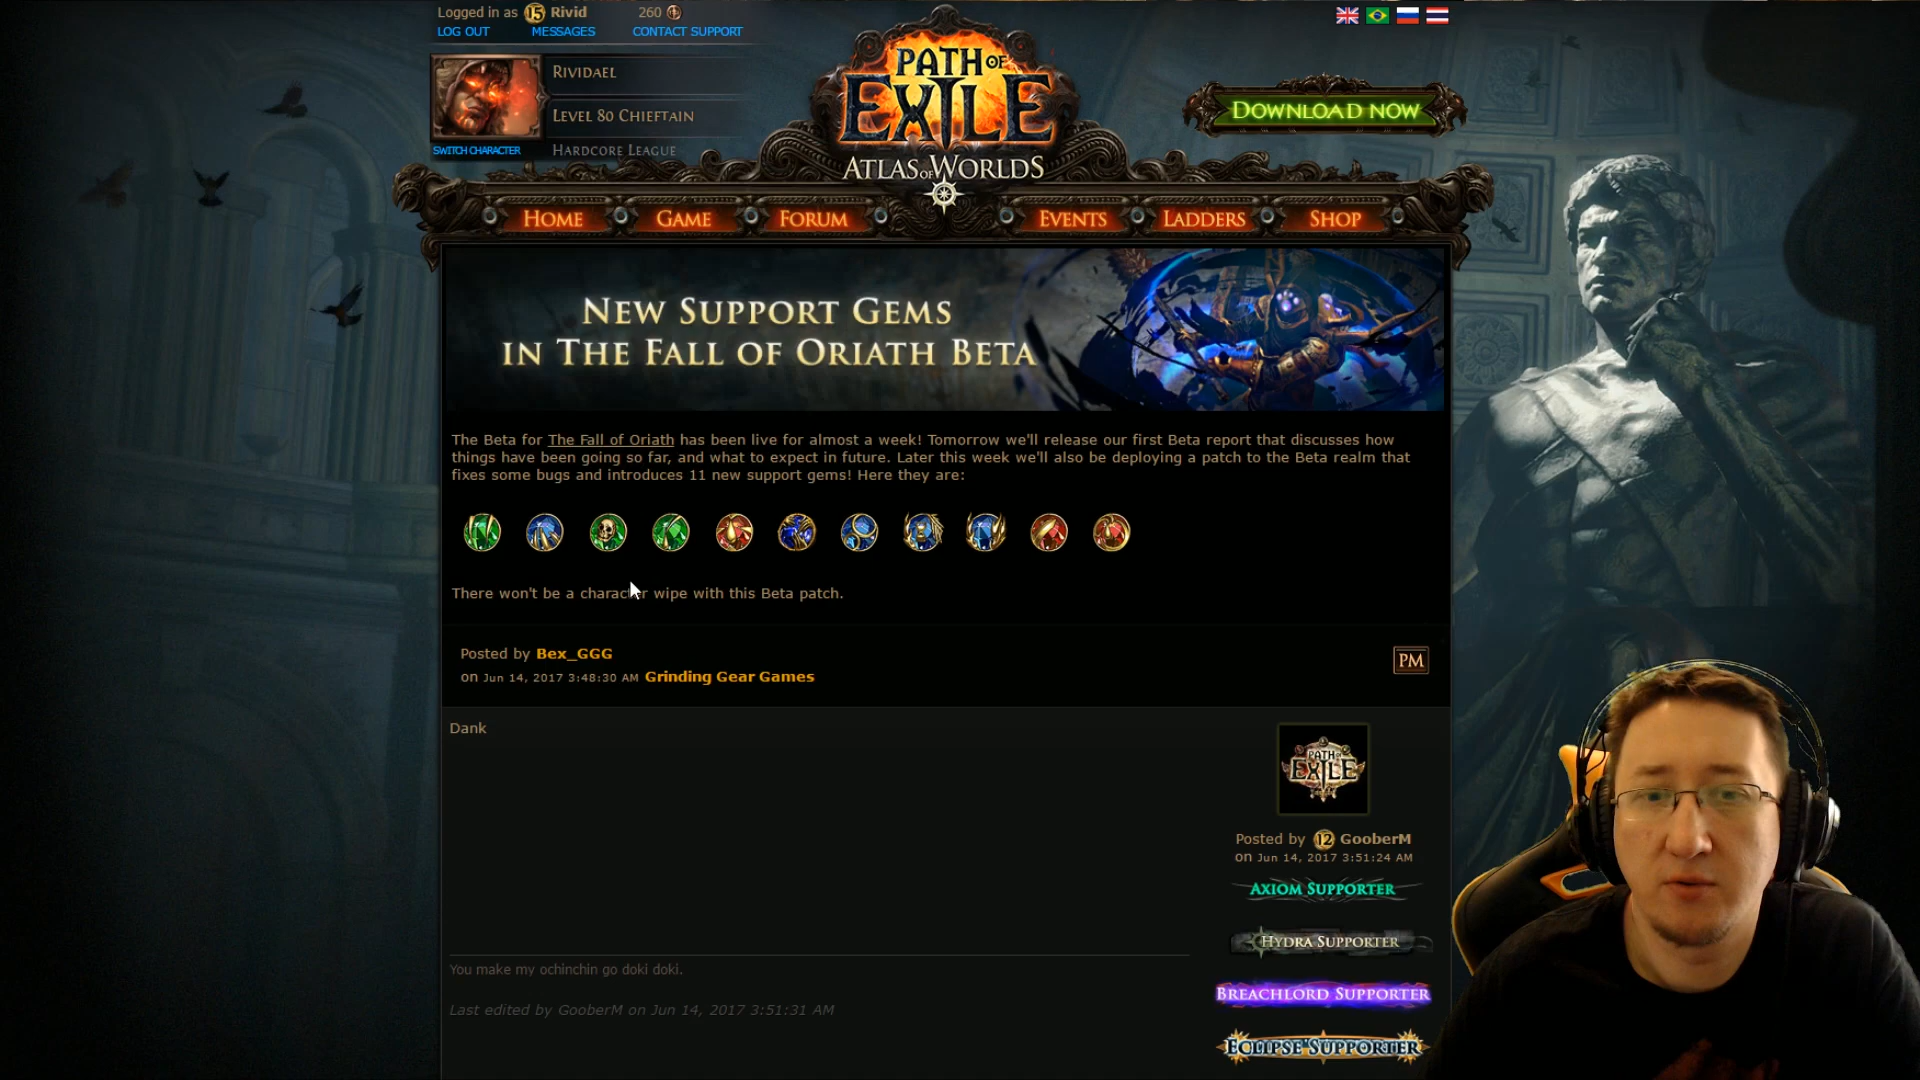 Logged in as 15 Rivid 260
LOG OUT MESSAGES CONTACT SUPPORT
RIVIDAEL
LEVEL 80 CHIEFTAIN
SWITCH CHARACTER HARDCORE LEAGUE
PATH OF
EXILE
ATLAS OF WORLDS
DOWNLOAD NOW
HOME GAME FORUM EVENTS LADDERS SHOP
NEW SUPPORT GEMS
IN THE FALL OF ORIATH BETA
The Beta for The Fall of Oriath has been live for almost a week! Tomorrow we'll release our first Beta report that discusses how
things have been going so far, and what to expect in future. Later this week we'll also be deploying a patch to the Beta realm that
fixes some bugs and introduces 11 new support gems! Here they are:
There won't be a character wipe with this Beta patch.
Posted by Bex_GGG
on Jun 14, 2017 3:48:30 AM Grinding Gear Games
PM
Dank
PATH OF
EXILE
Posted by 12 GooberM
on Jun 14, 2017 3:51:24 AM
AXIOM SUPPORTER
HYDRA SUPPORTER
BREACHLORD SUPPORTER
ECLIPSE SUPPORTER
You make my ochinchin go doki doki.
Last edited by GooberM on Jun 14, 2017 3:51:31 AM